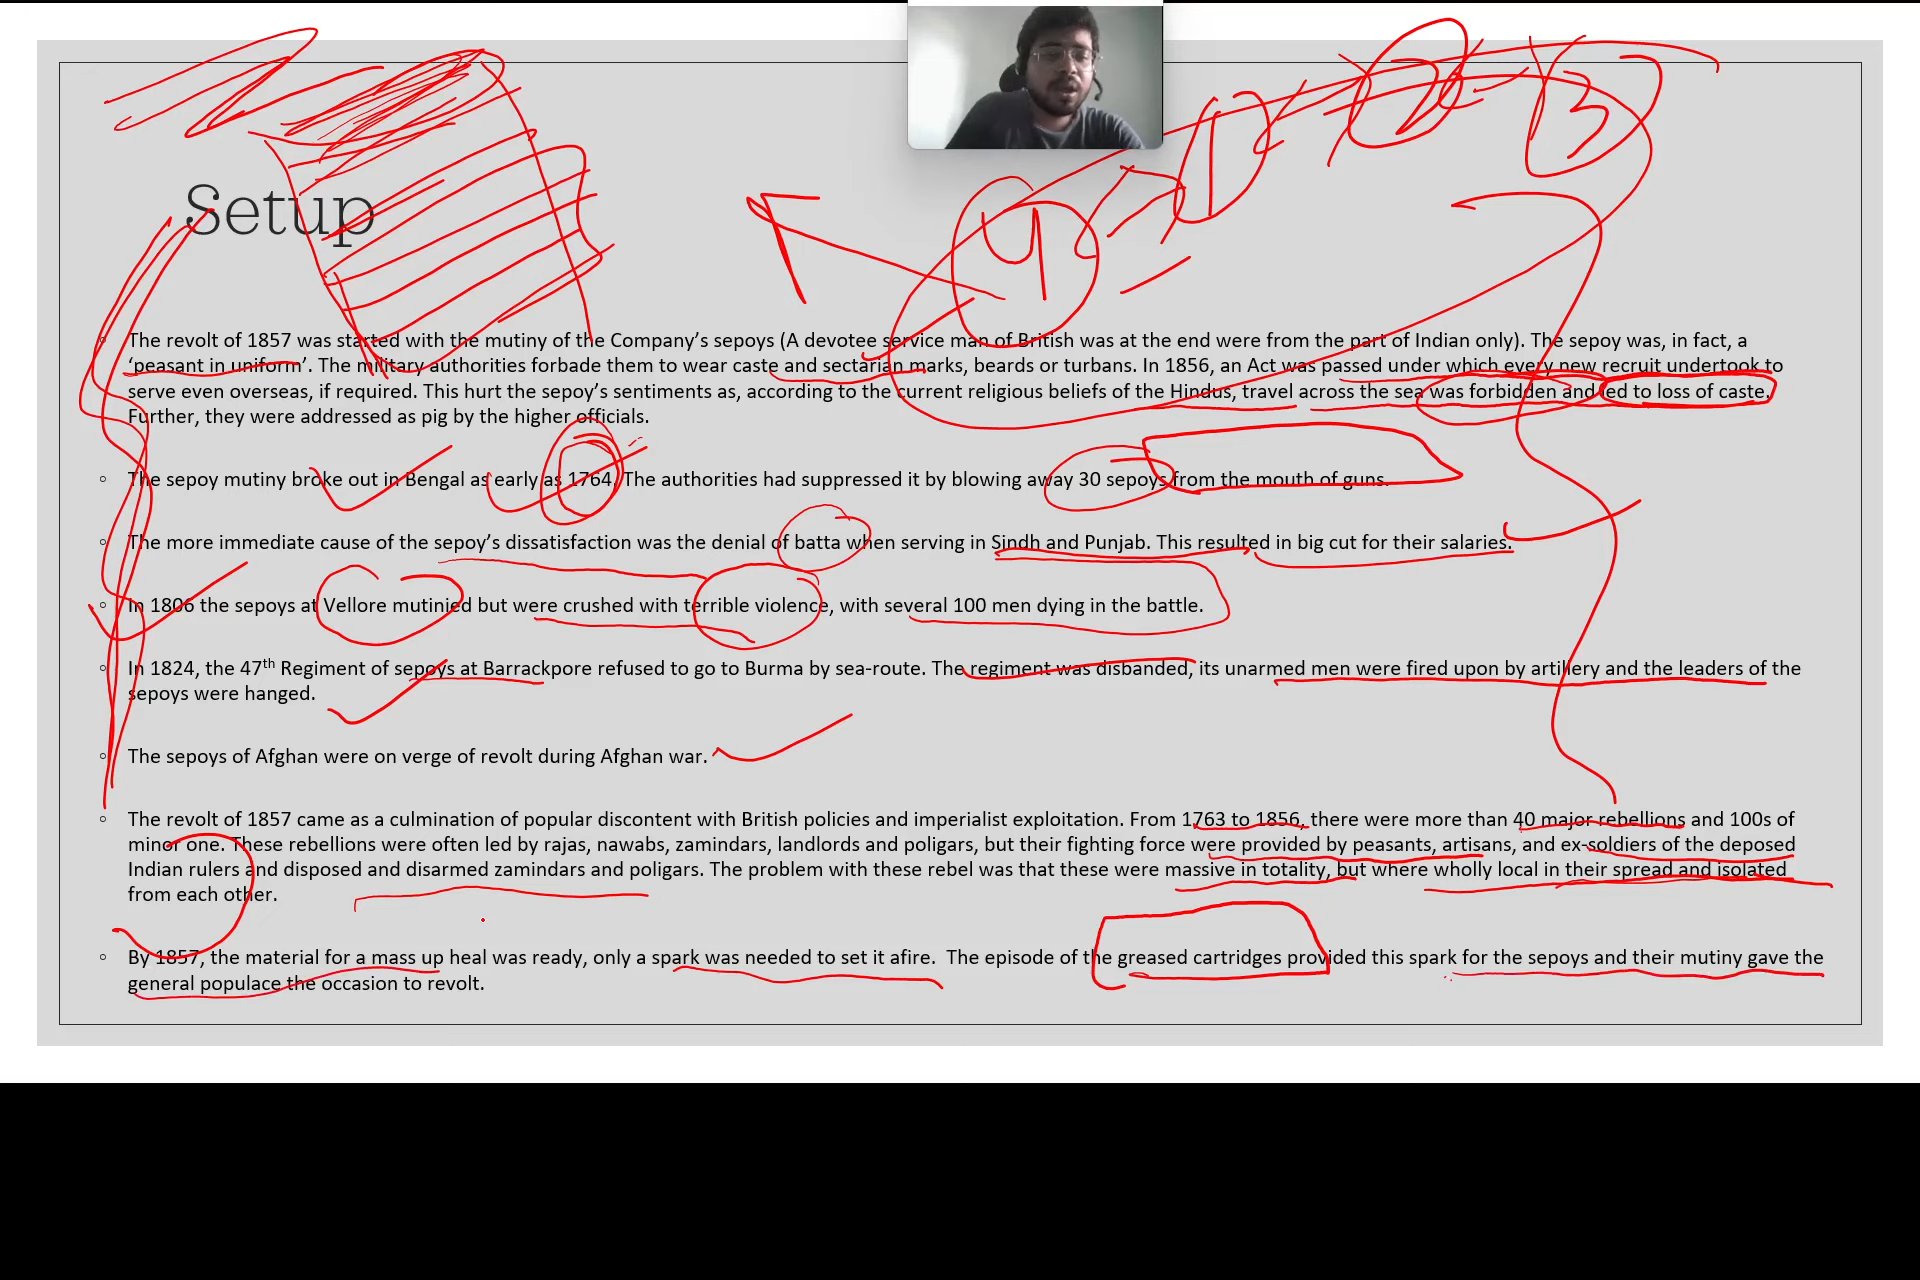 1
2
3
4
Setup
The revolt of 1857 was started with the mutiny of the Company's sepoys (A devotee service man of British was at the end were from the part of Indian only). The sepoy was, in fact, a
'peasant in uniform'. The military authorities forbade them to wear caste and sectarian marks, beards or turbans. In 1856, an Act was passed under which every new recruit undertook to
serve even overseas, if required. This hurt the sepoy's sentiments as, according to the current religious beliefs of the Hindus, travel across the sea was forbidden and led to loss of caste.
Further, they were addressed as pig by the higher officials.
The sepoy mutiny broke out in Bengal as early as 1764. The authorities had suppressed it by blowing away 30 sepoys from the mouth of guns.
The more immediate cause of the sepoy's dissatisfaction was the denial of batta when serving in Sindh and Punjab. This resulted in big cut for their salaries.
In 1806 the sepoys at Vellore mutinied but were crushed with terrible violence, with several 100 men dying in the battle.
In 1824, the 47th Regiment of sepoys at Barrackpore refused to go to Burma by sea-route. The regiment was disbanded, its unarmed men were fired upon by artillery and the leaders of the
sepoys were hanged.
The sepoys of Afghan were on verge of revolt during Afghan war.
The revolt of 1857 came as a culmination of popular discontent with British policies and imperialist exploitation. From 1763 to 1856, there were more than 40 major rebellions and 100s of
minor one. These rebellions were often led by rajas, nawabs, zamindars, landlords and poligars, but their fighting force were provided by peasants, artisans, and ex-soldiers of the deposed
Indian rulers and disposed and disarmed zamindars and poligars. The problem with these rebel was that these were massive in totality, but where wholly local in their spread and isolated
from each other.
By 1857, the material for a mass up heal was ready, only a spark was needed to set it afire. The episode of the greased cartridges provided this spark for the sepoys and their mutiny gave the
general populace the occasion to revolt.